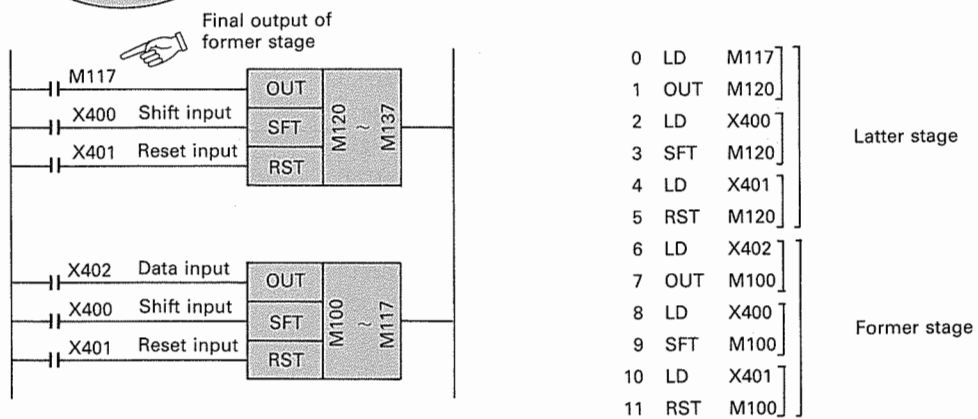 Final output of
former stage
M117
OUT
X400 Shift input
SFT
X401 Reset input
RST
M120 ~ M137
X402 Data input
OUT
X400 Shift input
SFT
X401 Reset input
RST
M100 ~ M117
0 LD M117
1 OUT M120
2 LD X400
3 SFT M120
4 LD X401
5 RST M120
Latter stage
6 LD X402
7 OUT M100
8 LD X400
9 SFT M100
10 LD X401
11 RST M100
Former stage